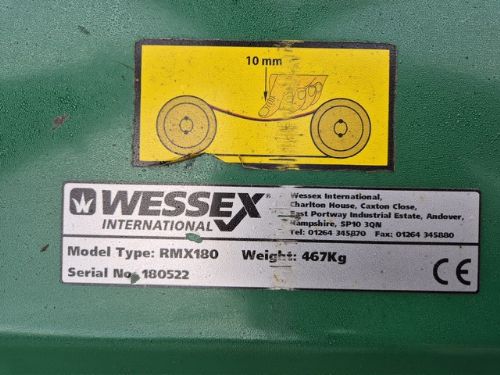 10 mm
WESSEX
INTERNATIONAL
Wessex International,
Charlton House, Caxton Close,
East Portway Industrial Estate, Andover,
Hampshire, SP10 3QN
Tel: 01264 345870 Fax: 01264 345880
Model Type: RMX180 Weight: 467Kg
Serial No. 180522
CE